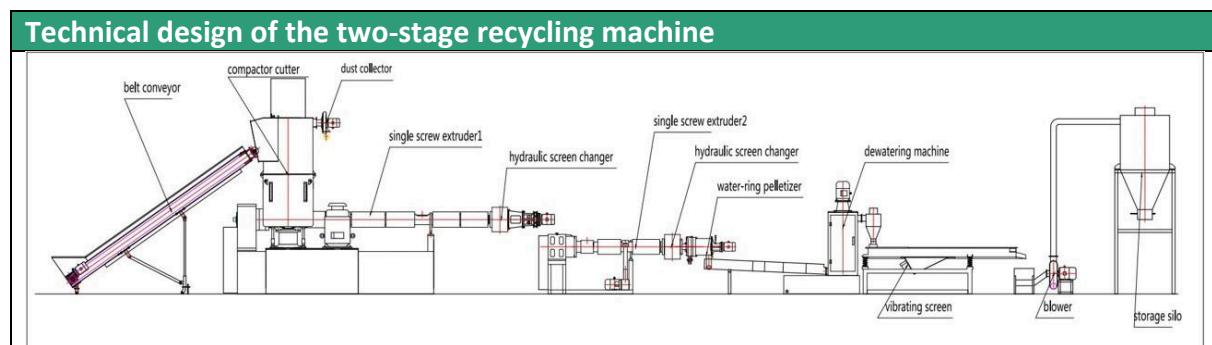 Technical design of the two-stage recycling machine
compactor cutter
dust collector
belt conveyor
single screw extruder1
hydraulic screen changer
single screw extruder2
hydraulic screen changer
dewatering machine
water-ring pelletizer
vibrating screen
blower
storage silo